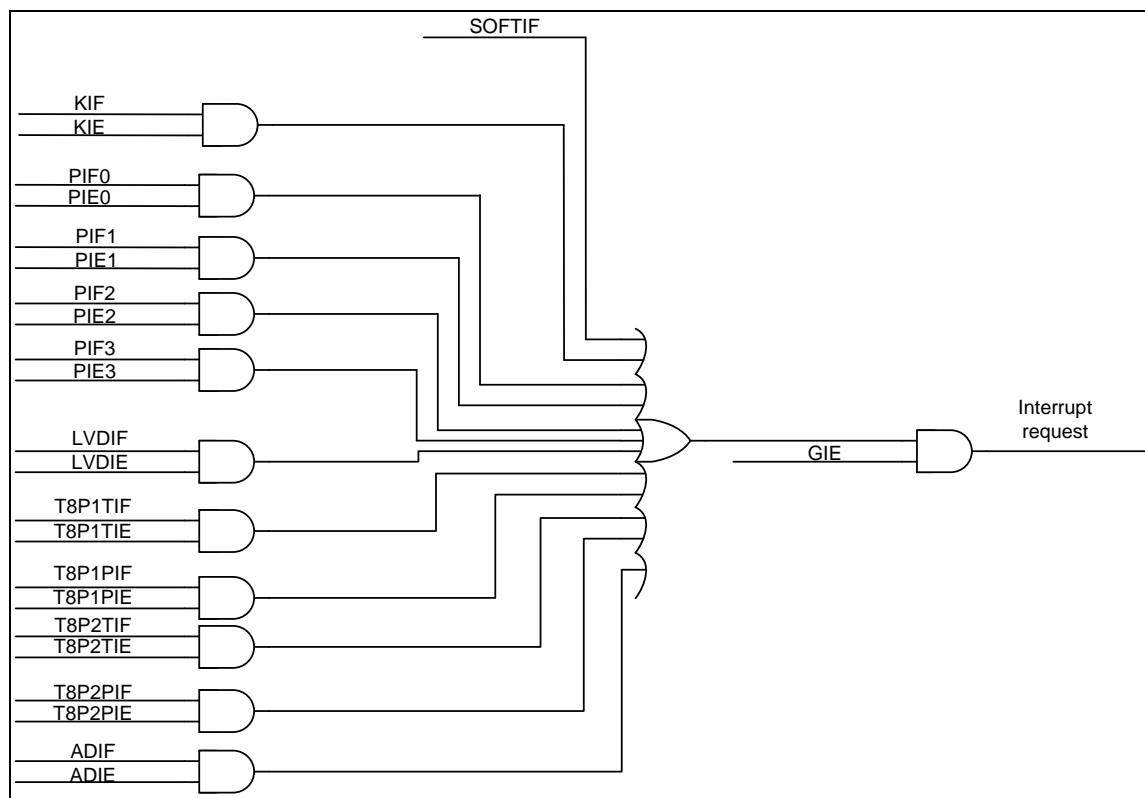 SOFTIF
KIF
KIE
PIF0
PIE0
PIF1
PIE1
PIF2
PIE2
PIF3
PIE3
LVDIF
LVDIE
T8P1TIF
T8P1TIE
T8P1PIF
T8P1PIE
T8P2TIF
T8P2TIE
T8P2PIF
T8P2PIE
ADIF
ADIE
GIE
Interrupt
request